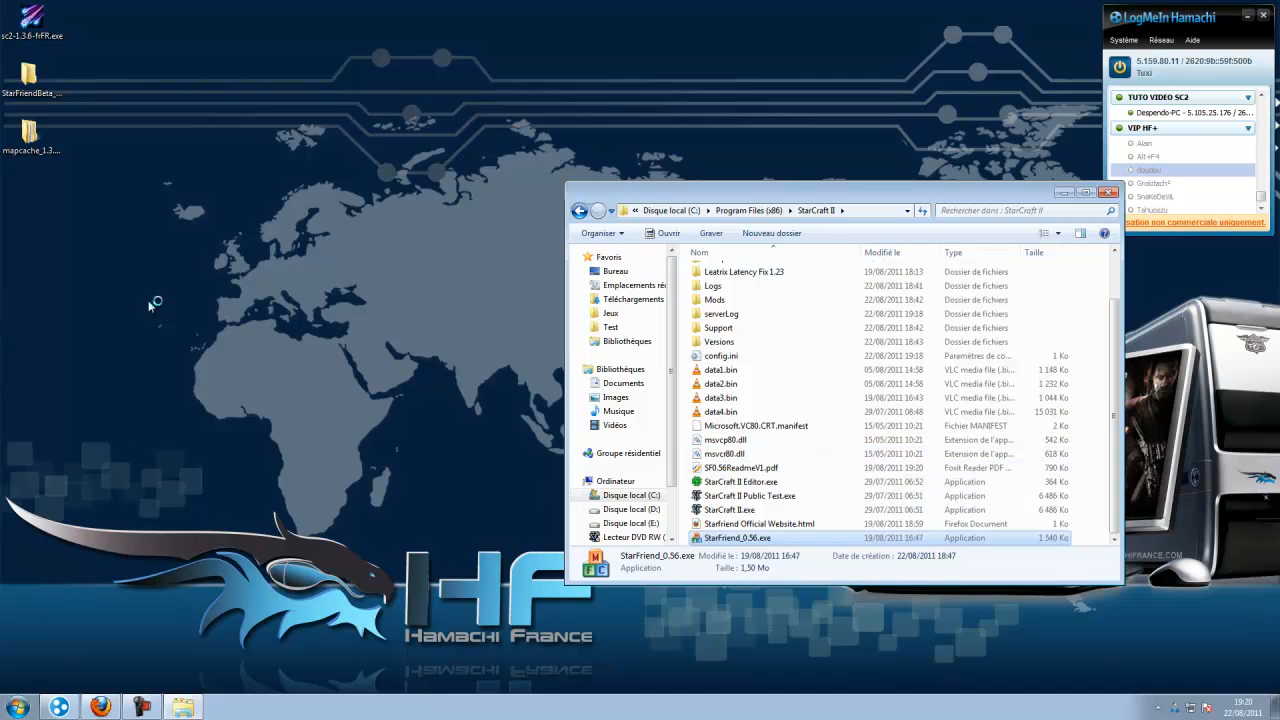 sc2-1.3.6-frFR.exe
StarFriendBeta_...
mapcache_1.3....
LogMeIn Hamachi
Système Réseau Aide
5.159.80.11 / 2620:9b::59f:500b
Tuxi
TUTO VIDEO SC2
Despendo-PC - 5.105.25.176 / 26...
VIP HF+
Alain
Alt+F4
doudou
Grokitach²
SnaKeDeVIL
Tahuoszu
sation non commerciale uniquement.
« Disque local (C:) Program Files (x86) StarCraft II
Rechercher dans : StarCraft II
Organiser Ouvrir Graver Nouveau dossier
Favoris
Bureau
Emplacements ré
Téléchargements
Jeux
Test
Bibliothèques
Bibliothèques
Documents
Images
Musique
Vidéos
Groupe résidentiel
Ordinateur
Disque local (C:)
Disque local (D:)
Disque local (E:)
Lecteur DVD RW (
Nom Modifié le Type Taille
Leatrix Latency Fix 1.23 19/08/2011 18:13 Dossier de fichiers
Logs 22/08/2011 18:41 Dossier de fichiers
Mods 22/08/2011 18:42 Dossier de fichiers
serverLog 22/08/2011 19:18 Dossier de fichiers
Support 22/08/2011 18:42 Dossier de fichiers
Versions 22/08/2011 18:43 Dossier de fichiers
config.ini 22/08/2011 19:18 Paramètres de co... 1 Ko
data1.bin 05/08/2011 14:58 VLC media file (.bi... 1 148 Ko
data2.bin 05/08/2011 14:58 VLC media file (.bi... 1 232 Ko
data3.bin 19/08/2011 16:43 VLC media file (.bi... 1 044 Ko
data4.bin 29/07/2011 08:48 VLC media file (.bi... 15 031 Ko
Microsoft.VC80.CRT.manifest 15/05/2011 10:21 Fichier MANIFEST 2 Ko
msvcp80.dll 15/05/2011 10:21 Extension de l'app... 542 Ko
msvcr80.dll 15/05/2011 10:21 Extension de l'app... 618 Ko
SF0.56ReadmeV1.pdf 19/08/2011 19:20 Foxit Reader PDF ... 790 Ko
StarCraft II Editor.exe 29/07/2011 06:51 Application 364 Ko
StarCraft II Public Test.exe 29/07/2011 06:52 Application 6 486 Ko
StarCraft II.exe 29/07/2011 06:51 Application 6 486 Ko
Starfriend Official Website.html 19/08/2011 18:59 Firefox Document 1 Ko
StarFriend_0.56.exe 19/08/2011 16:47 Application 1 540 Ko
StarFriend_0.56.exe Modifié le : 19/08/2011 16:47 Date de création : 22/08/2011 18:47
Application Taille : 1,50 Mo
MFC
HIFRANCE.COM
HF
HAMACHI FRANCE
19:20
22/08/2011